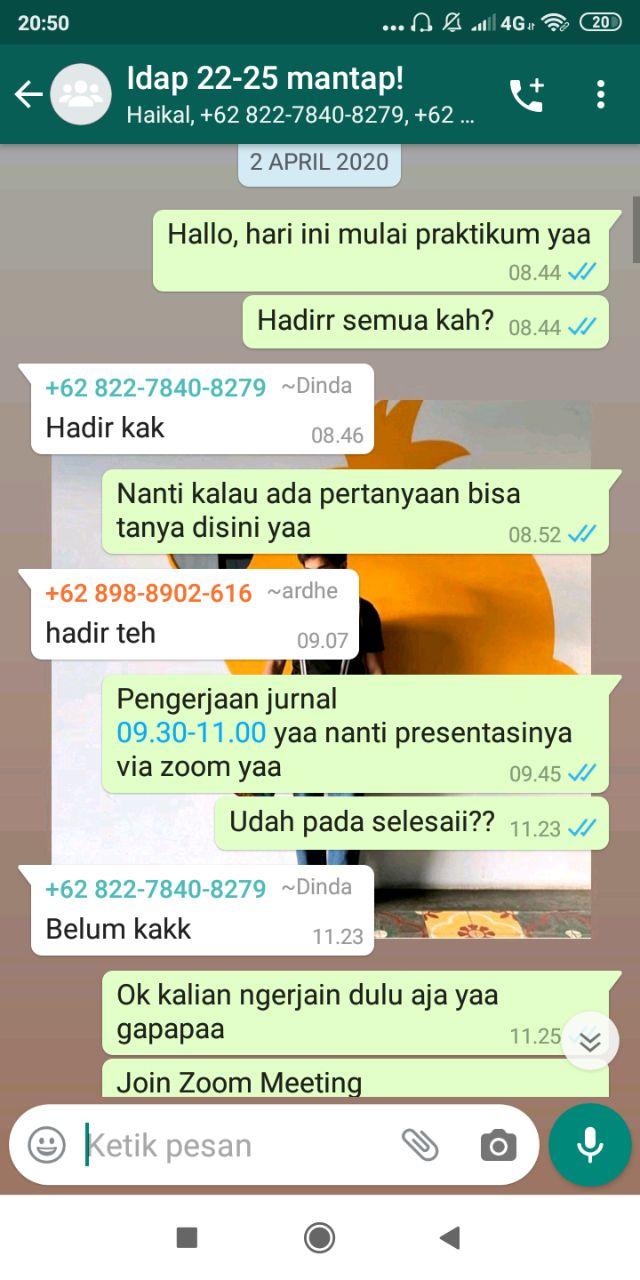 20:50
... 4G 20
Idap 22-25 mantap!
Haikal, +62 822-7840-8279, +62 ...
2 APRIL 2020
Hallo, hari ini mulai praktikum yaa
08.44
Hadirr semua kah? 08.44
+62 822-7840-8279 ~Dinda
Hadir kak 08.46
Nanti kalau ada pertanyaan bisa
tanya disini yaa 08.52
+62 898-8902-616 ~ardhe
hadir teh 09.07
Pengerjaan jurnal
09.30-11.00 yaa nanti presentasinya
via zoom yaa 09.45
Udah pada selesaii?? 11.23
+62 822-7840-8279 ~Dinda
Belum kakk 11.23
Ok kalian ngerjain dulu aja yaa
gapapaa 11.25
Join Zoom Meeting
Ketik pesan